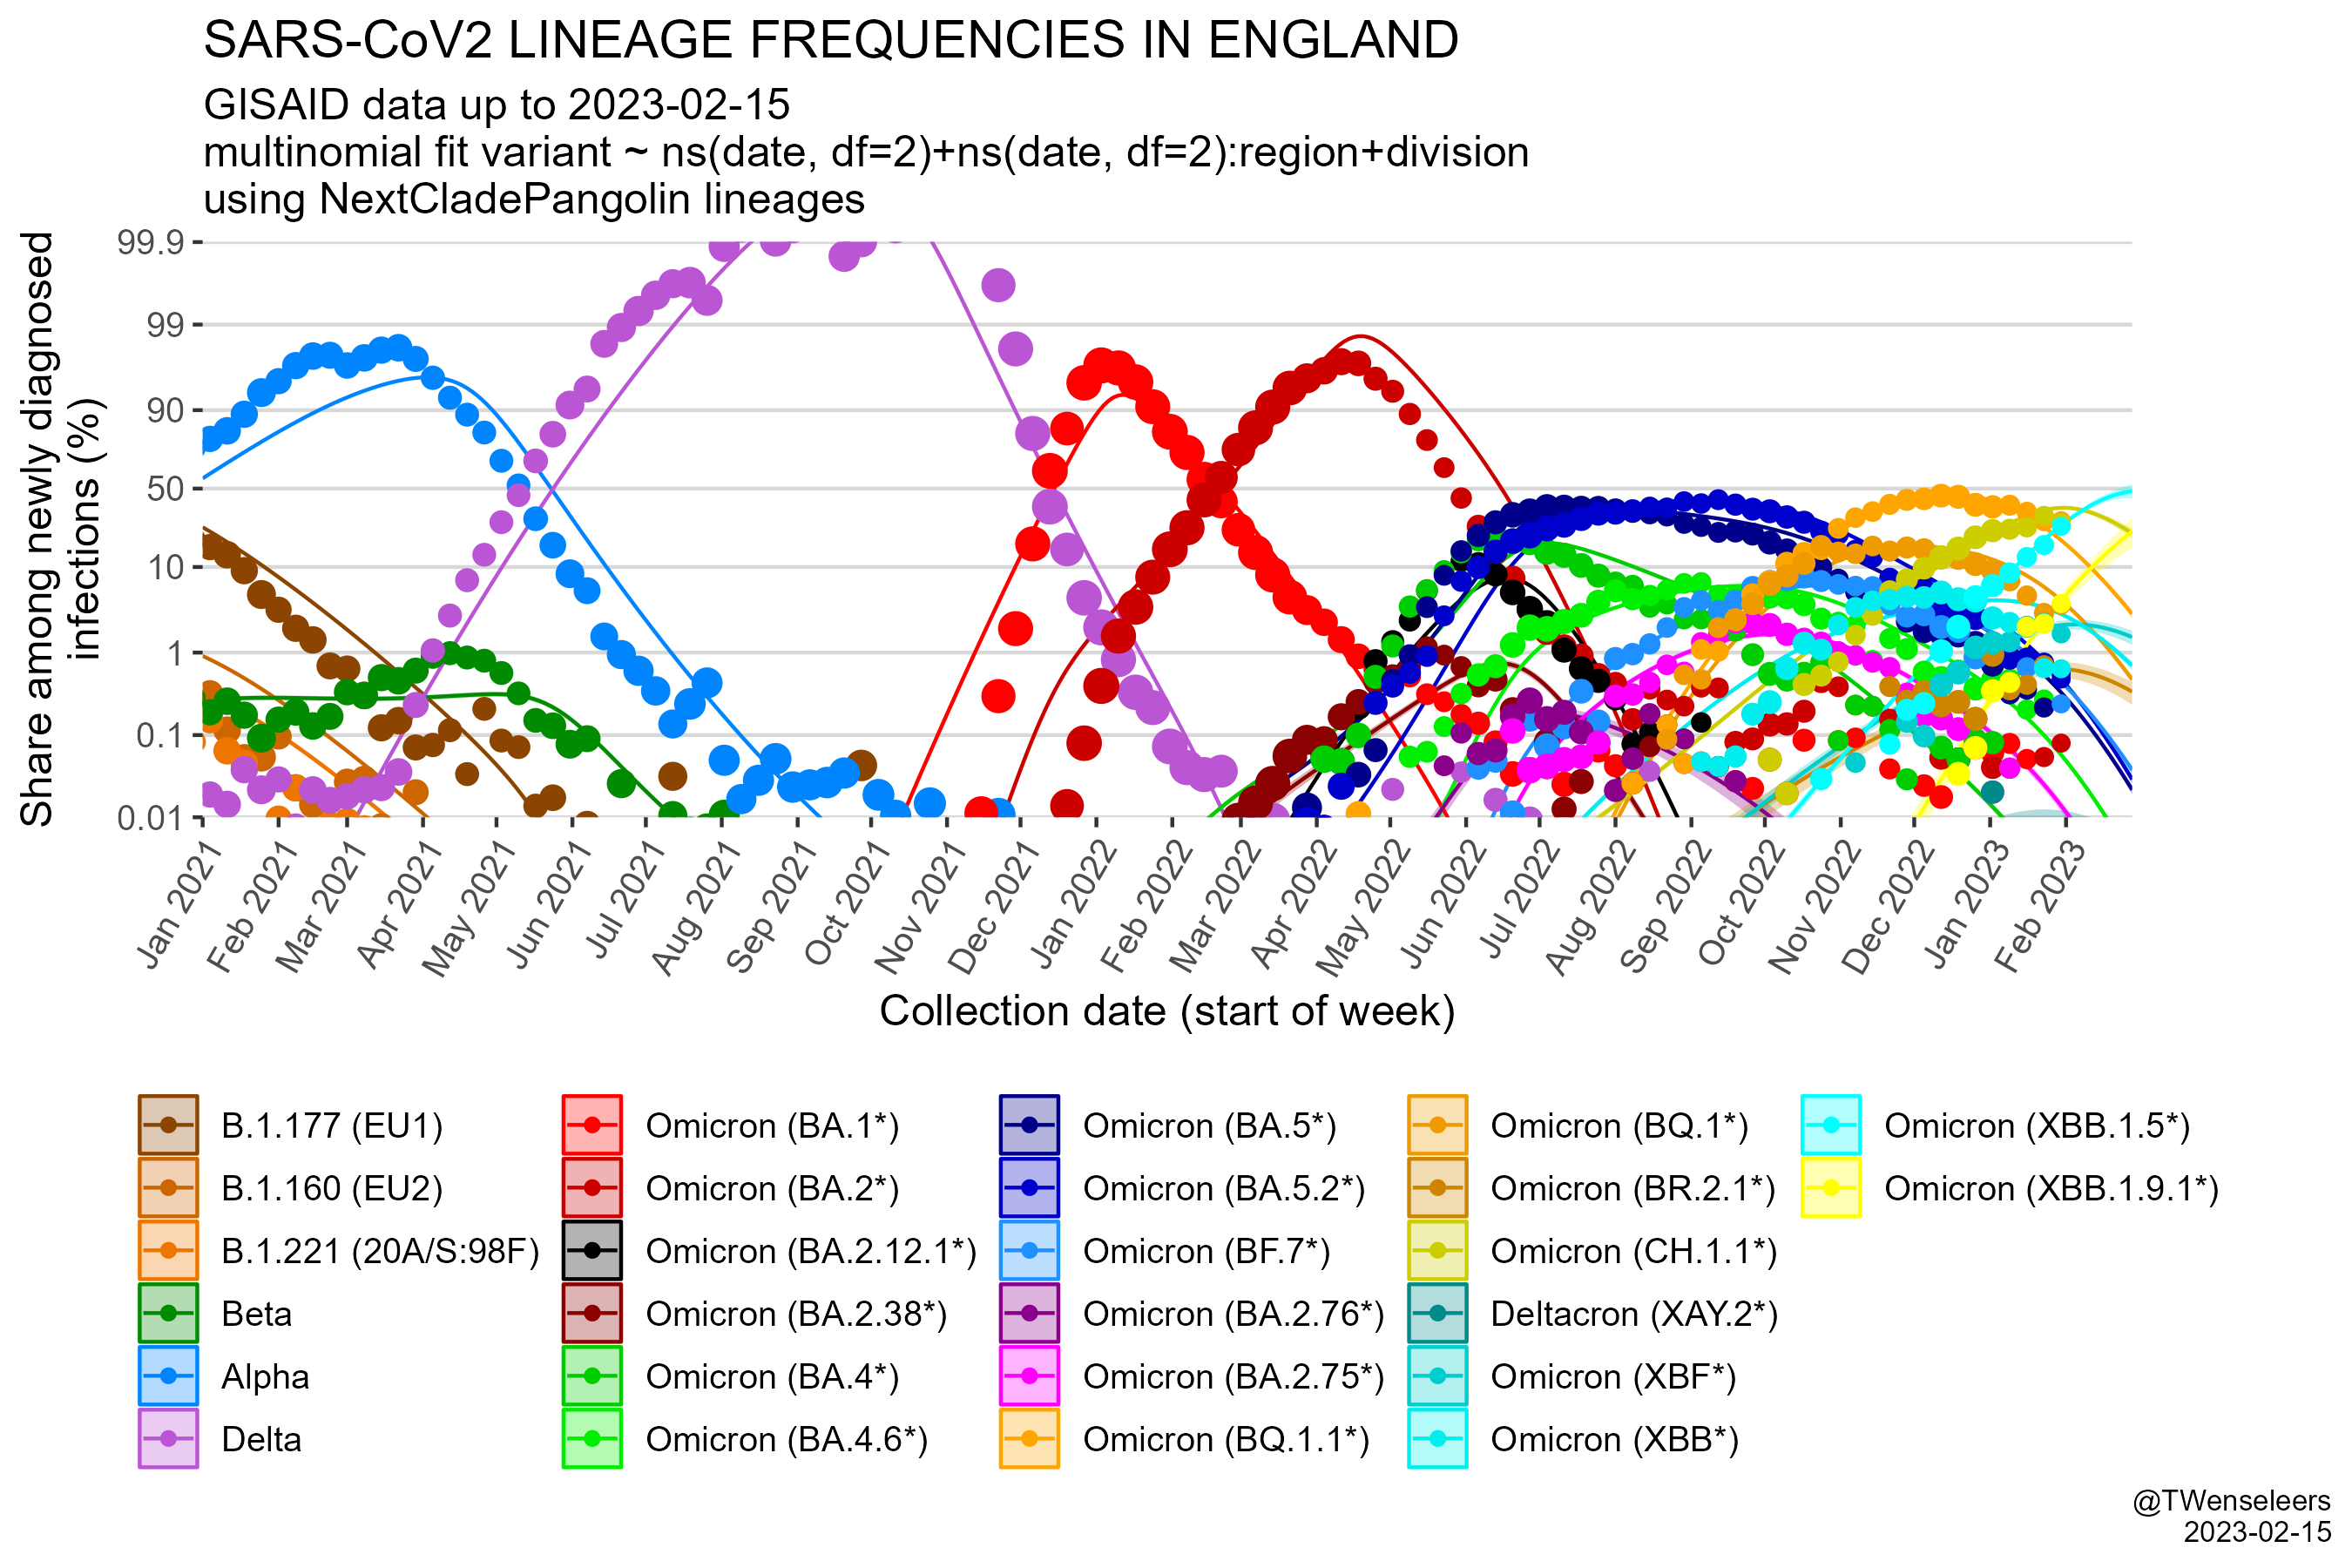 SARS-CoV2 LINEAGE FREQUENCIES IN ENGLAND
GISAID data up to 2023-02-15
multinomial fit variant ~ ns(date, df=2)+ns(date, df=2):region+division
using NextCladePangolin lineages
Share among newly diagnosed
infections (%)
99.9
99
90
50
10
1
0.1
0.01
Jan 2021
Feb 2021
Mar 2021
Apr 2021
May 2021
Jun 2021
Jul 2021
Aug 2021
Sep 2021
Oct 2021
Nov 2021
Dec 2021
Jan 2022
Feb 2022
Mar 2022
Apr 2022
May 2022
Jun 2022
Jul 2022
Aug 2022
Sep 2022
Oct 2022
Nov 2022
Dec 2022
Jan 2023
Feb 2023
Collection date (start of week)
B.1.177 (EU1)
B.1.160 (EU2)
B.1.221 (20A/S:98F)
Beta
Alpha
Delta
Omicron (BA.1*)
Omicron (BA.2*)
Omicron (BA.2.12.1*)
Omicron (BA.2.38*)
Omicron (BA.4*)
Omicron (BA.4.6*)
Omicron (BA.5*)
Omicron (BA.5.2*)
Omicron (BF.7*)
Omicron (BA.2.76*)
Omicron (BA.2.75*)
Omicron (BQ.1.1*)
Omicron (BQ.1*)
Omicron (BR.2.1*)
Omicron (CH.1.1*)
Deltacron (XAY.2*)
Omicron (XBF*)
Omicron (XBB*)
Omicron (XBB.1.5*)
Omicron (XBB.1.9.1*)
@TWenseleers
2023-02-15